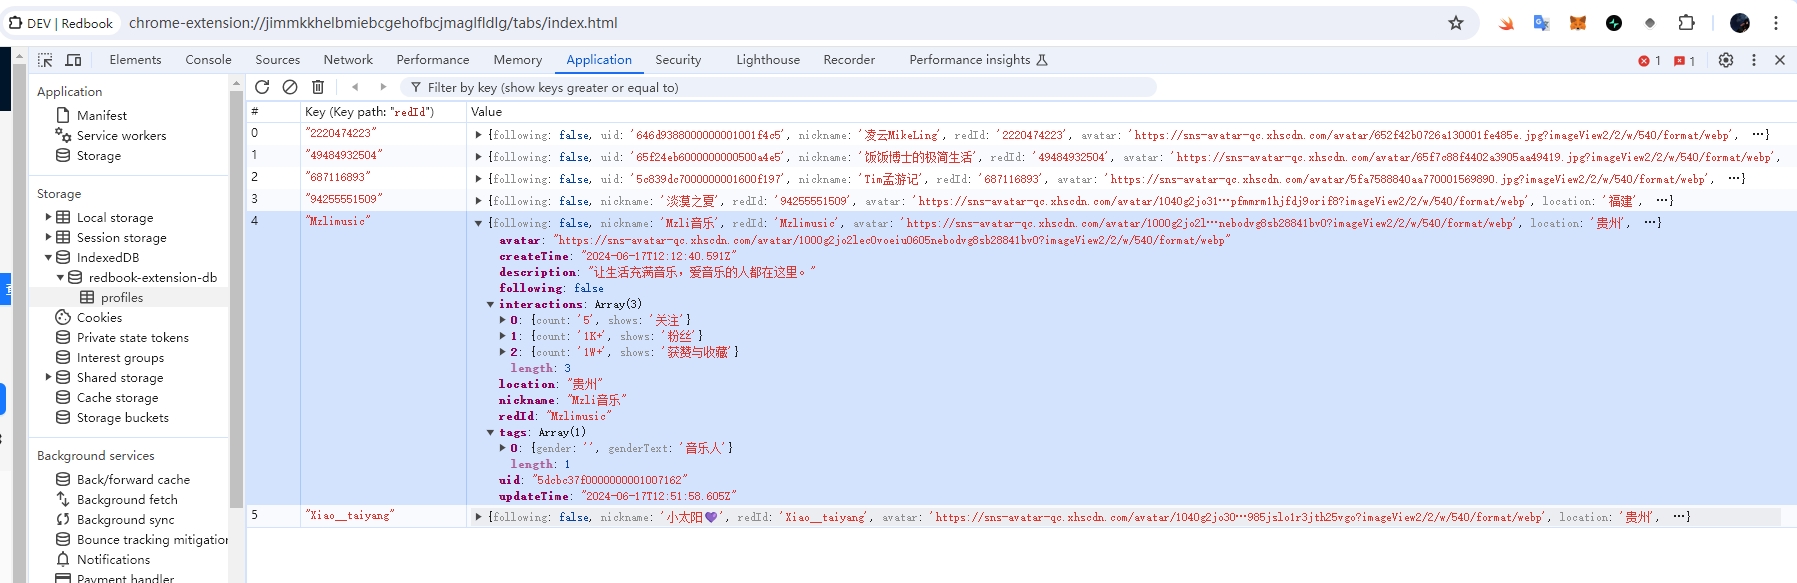 DEV | Redbook chrome-extension://jimmkkhelbmiebcgehofbcjmaglfldlg/tabs/index.html
Elements Console Sources Network Performance Memory Application Security Lighthouse Recorder Performance insights 1 1
Filter by key (show keys greater or equal to)
Application
Manifest
Service workers
Storage
Storage
Local storage
Session storage
IndexedDB
redbook-extension-db
profiles
Cookies
Private state tokens
Interest groups
Shared storage
Cache storage
Storage buckets
Background services
Back/forward cache
Background fetch
Background sync
Bounce tracking mitigation
Notifications
Payment handler
# Key (Key path: "redId") Value
0 "2220474223" {following: false, uid: '646d9388000000001001f4c5', nickname: '凌云MikeLing', redId: '2220474223', avatar: 'https://sns-avatar-qc.xhscdn.com/avatar/652f42b0726a130001fe485e.jpg?imageView2/2/w/540/format/webp', …}
1 "49484932504" {following: false, uid: '65f24eb6000000000500a4e5', nickname: '饭饭博士的极简生活', redId: '49484932504', avatar: 'https://sns-avatar-qc.xhscdn.com/avatar/65f7c88f4402a3905aa49419.jpg?imageView2/2/w/540/format/webp',
2 "687116893" {following: false, uid: '5c839dc7000000001600f197', nickname: 'Tim孟游记', redId: '687116893', avatar: 'https://sns-avatar-qc.xhscdn.com/avatar/5fa7588840aa770001569890.jpg?imageView2/2/w/540/format/webp', …}
3 "94255551509" {following: false, nickname: '淡漠之夏', redId: '94255551509', avatar: 'https://sns-avatar-qc.xhscdn.com/avatar/1040g2jo31…pfmmrm1hjfdj9orif8?imageView2/2/w/540/format/webp', location: '福建', …}
4 "Mzlimusic" {following: false, nickname: 'Mzli音乐', redId: 'Mzlimusic', avatar: 'https://sns-avatar-qc.xhscdn.com/avatar/1000g2jo2l…nebodvg8sb28841bv0?imageView2/2/w/540/format/webp', location: '贵州', …}
avatar: "https://sns-avatar-qc.xhscdn.com/avatar/1000g2jo2lec0voeiu0605nebodvg8sb28841bv0?imageView2/2/w/540/format/webp"
createTime: "2024-06-17T12:12:40.591Z"
description: "让生活充满音乐，爱音乐的人都在这里。"
following: false
interactions: Array(3)
0: {count: '5', shows: '关注'}
1: {count: '1K+', shows: '粉丝'}
2: {count: '1W+', shows: '获赞与收藏'}
length: 3
location: "贵州"
nickname: "Mzli音乐"
redId: "Mzlimusic"
tags: Array(1)
0: {gender: '', genderText: '音乐人'}
length: 1
uid: "5dcbc37f0000000001007162"
updateTime: "2024-06-17T12:51:58.605Z"
5 "Xiao__taiyang" {following: false, nickname: '小太阳💜', redId: 'Xiao__taiyang', avatar: 'https://sns-avatar-qc.xhscdn.com/avatar/1040g2jo30…985jslo1r3jth25vgo?imageView2/2/w/540/format/webp', location: '贵州', …}